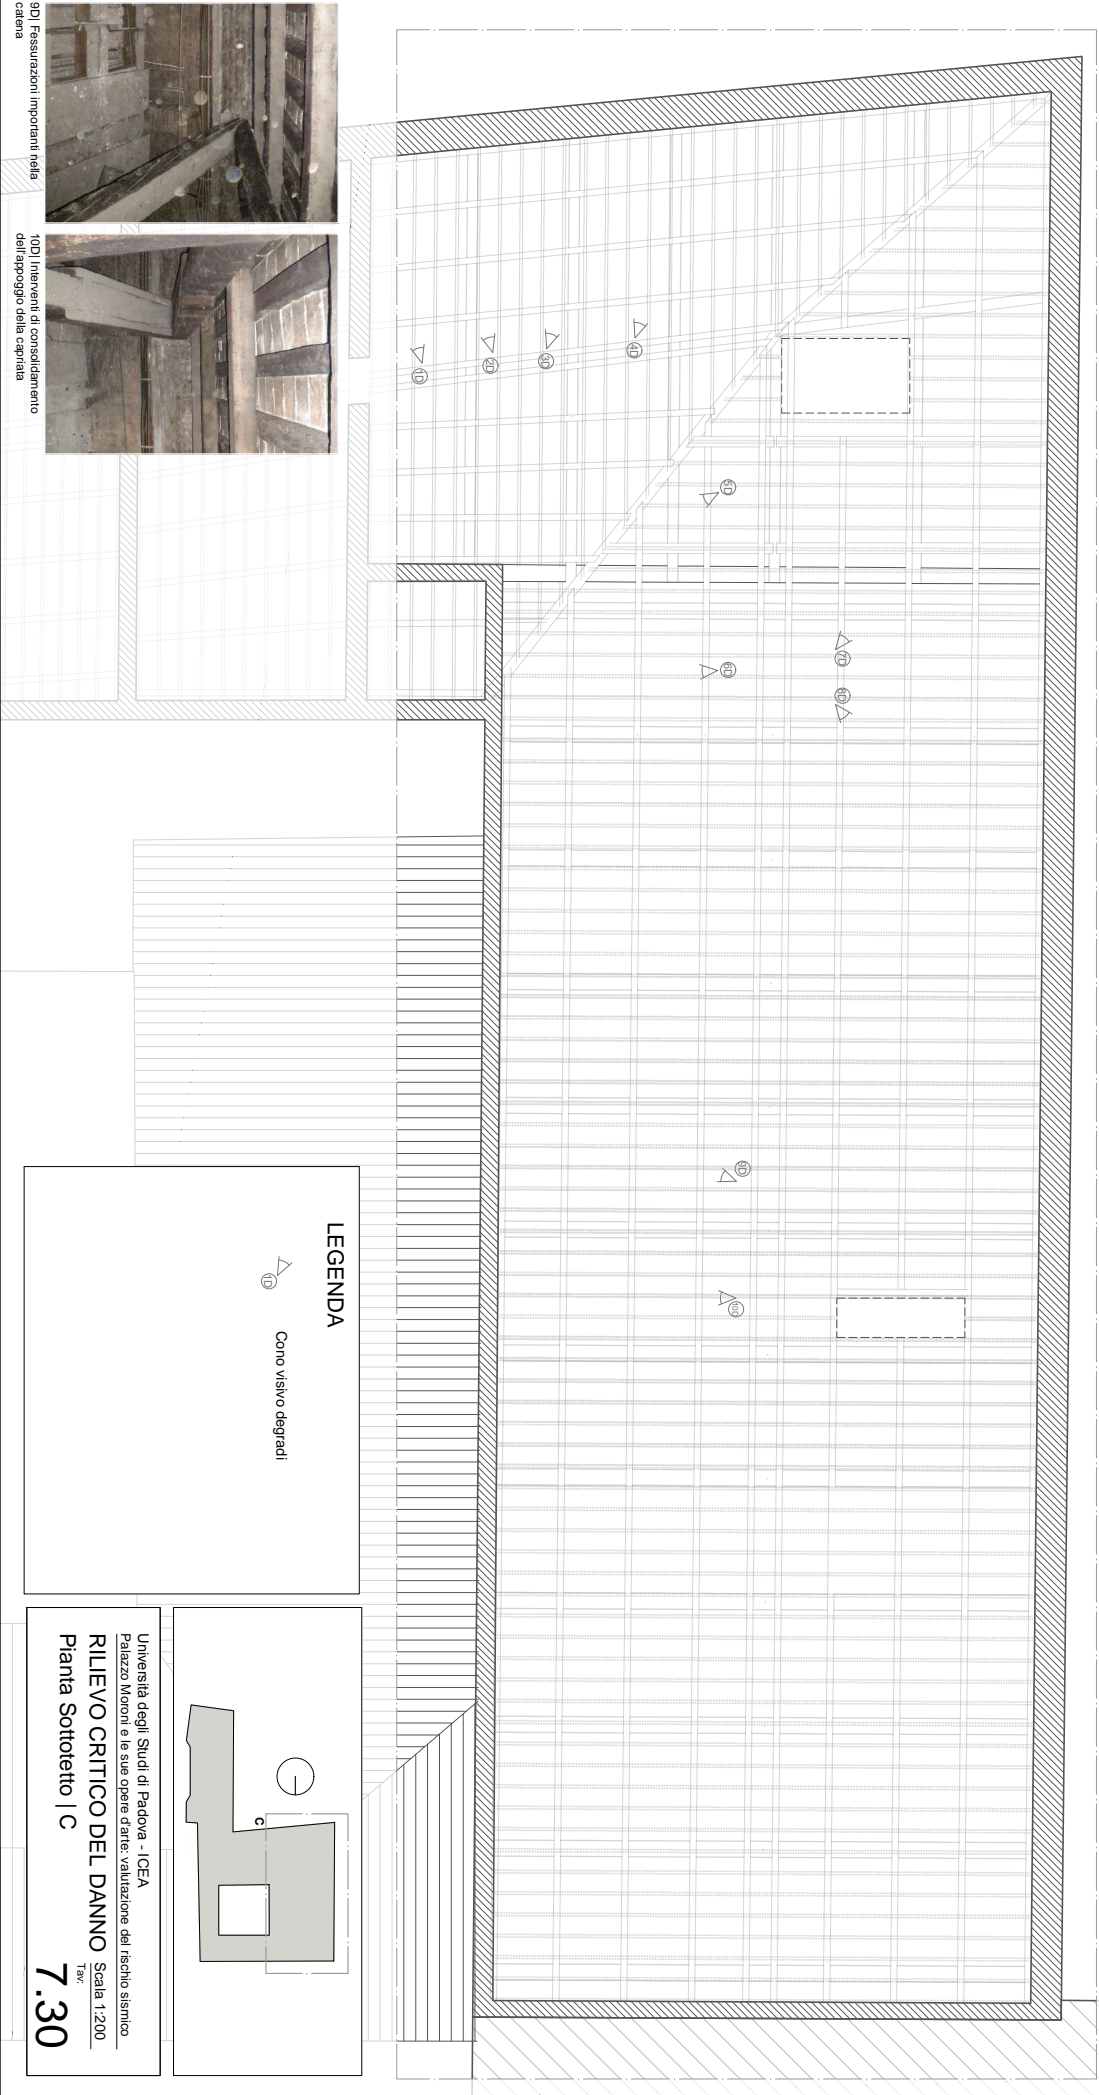 1D
2D
3D
4D
5D
6D
7D
8D
9D
10D
9D| Fessurazioni importanti nella
catena
10D| Interventi di consolidamento
dell'appoggio della capriata
LEGENDA
1D
Cono visivo degradi
C
Università degli Studi di Padova - ICEA
Palazzo Moroni e le sue opere d'arte: valutazione del rischio sismico
RILIEVO CRITICO DEL DANNO Scala 1:200
Pianta Sottotetto | C
Tav:
7.30